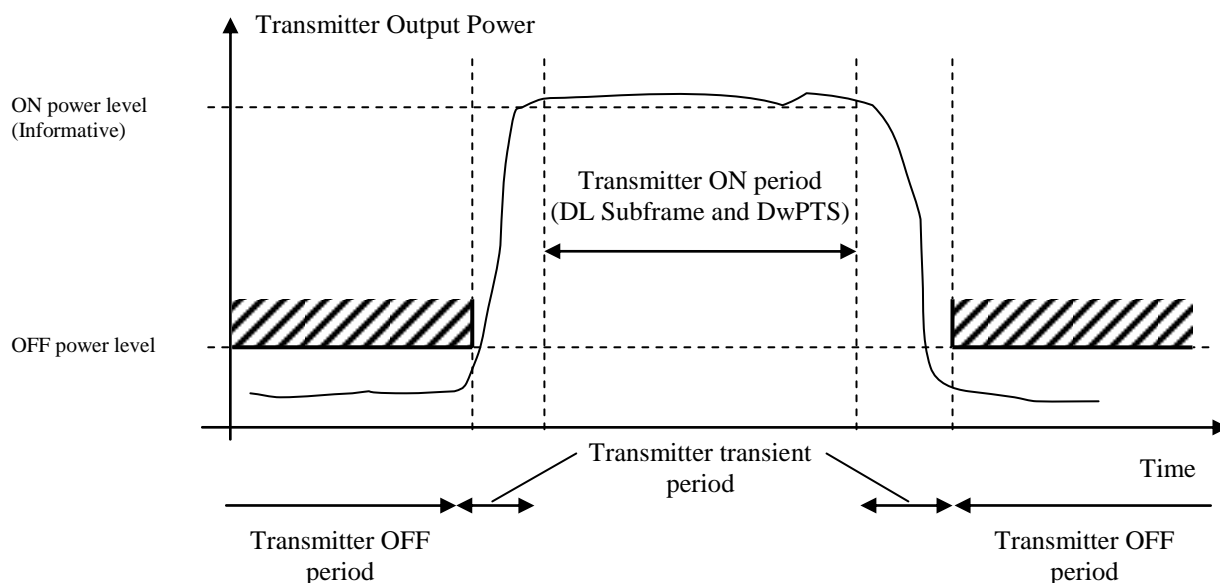 Transmitter Output Power
ON power level
(Informative)
Transmitter ON period
(DL Subframe and DwPTS)
OFF power level
Transmitter transient
period
Time
Transmitter OFF
period
Transmitter OFF
period